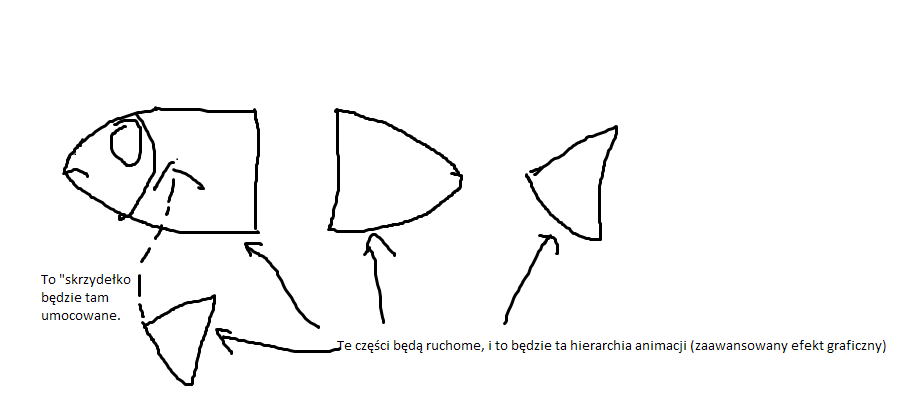 To "skrzydełko
będzie tam
umocowane.
Te części będą ruchome, i to będzie ta hierarchia animacji (zaawansowany efekt graficzny)